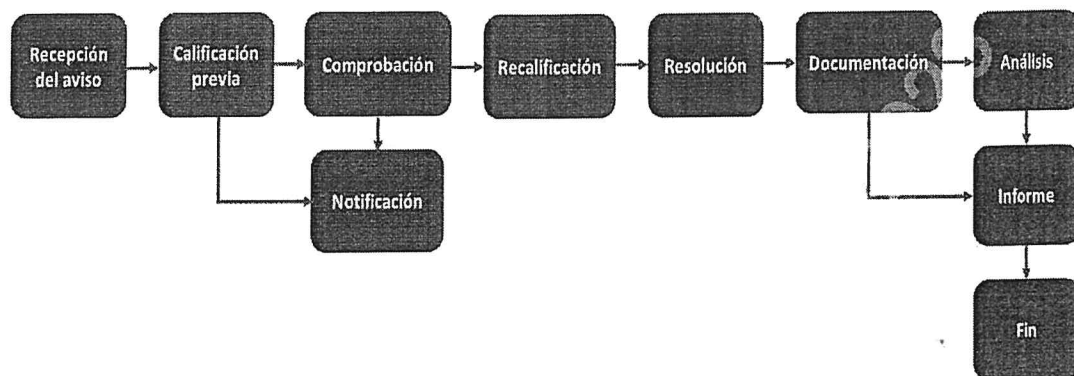 Recepción
del aviso
Calificación
previa
Comprobación
Recalificación
Resolución
Documentación
Análisis
Notificación
Informe
Fin